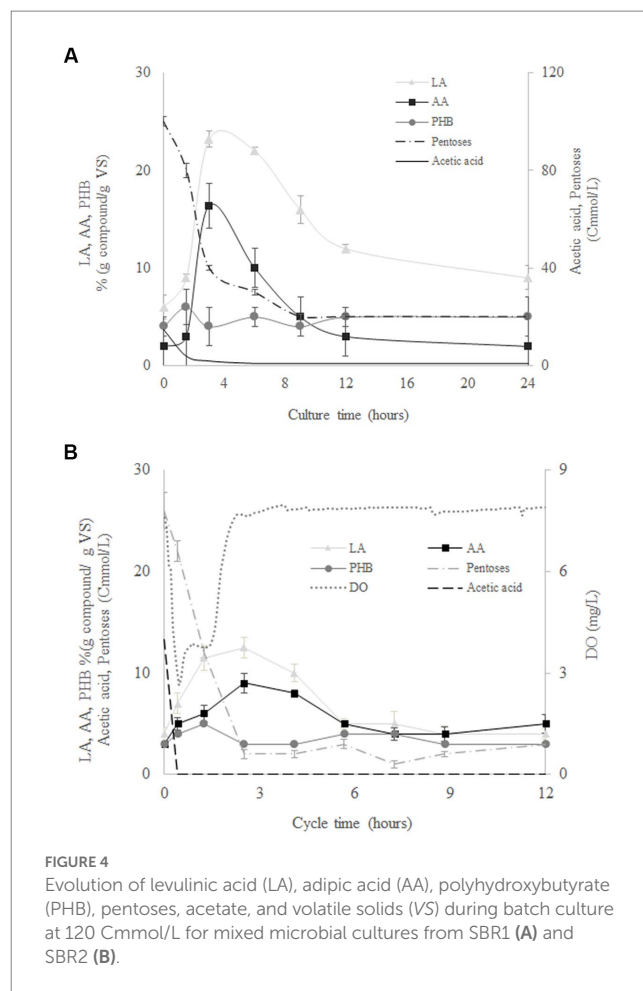 A
30
20
10
0
LA, AA, PHB
% (g compound/g VS)
120
80
40
0
Acetic acid, Pentoses
(Cmmol/L)
LA
AA
PHB
Pentoses
Acetic acid
0 4 8 12 16 20 24
Culture time (hours)
B
30
20
10
0
LA, AA, PHB %(g compound/ g VS)
Acetic acid, Pentoses (Cmmol/L)
9
6
3
0
DO (mg/L)
LA AA
PHB Pentoses
DO Acetic acid
0 3 6 9 12
Cycle time (hours)
FIGURE 4
Evolution of levulinic acid (LA), adipic acid (AA), polyhydroxybutyrate
(PHB), pentoses, acetate, and volatile solids (VS) during batch culture
at 120 Cmmol/L for mixed microbial cultures from SBR1 (A) and
SBR2 (B).